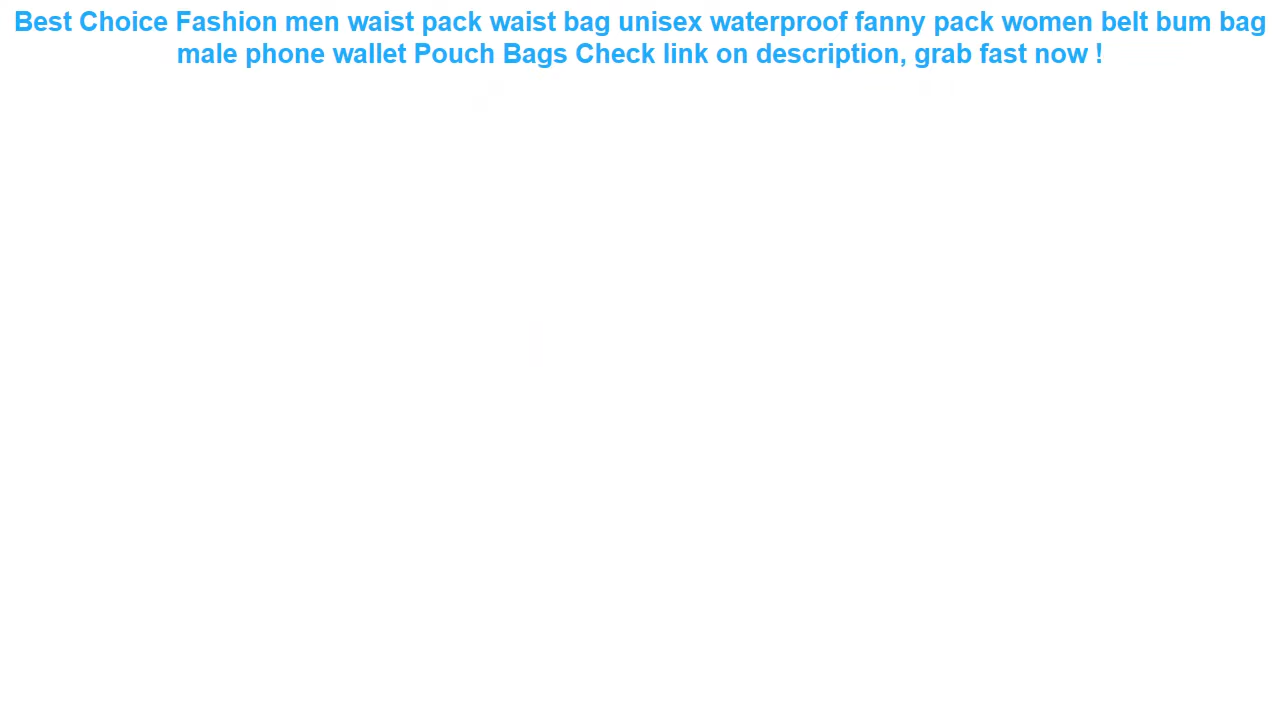 Best Choice Fashion men waist pack waist bag unisex waterproof fanny pack women belt bum bag
male phone wallet Pouch Bags Check link on description, grab fast now !